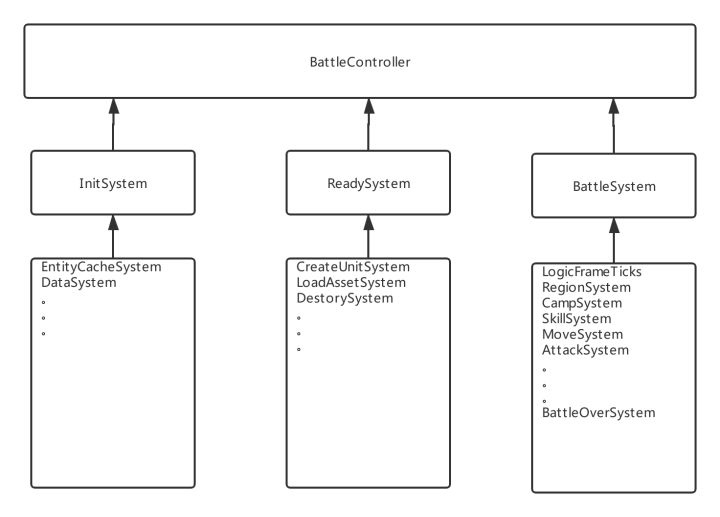 BattleController
InitSystem
ReadySystem
BattleSystem
EntityCacheSystem
DataSystem
。
。
。
CreateUnitSystem
LoadAssetSystem
DestorySystem
。
。
。
LogicFrameTicks
RegionSystem
CampSystem
SkillSystem
MoveSystem
AttackSystem
。
。
。
BattleOverSystem